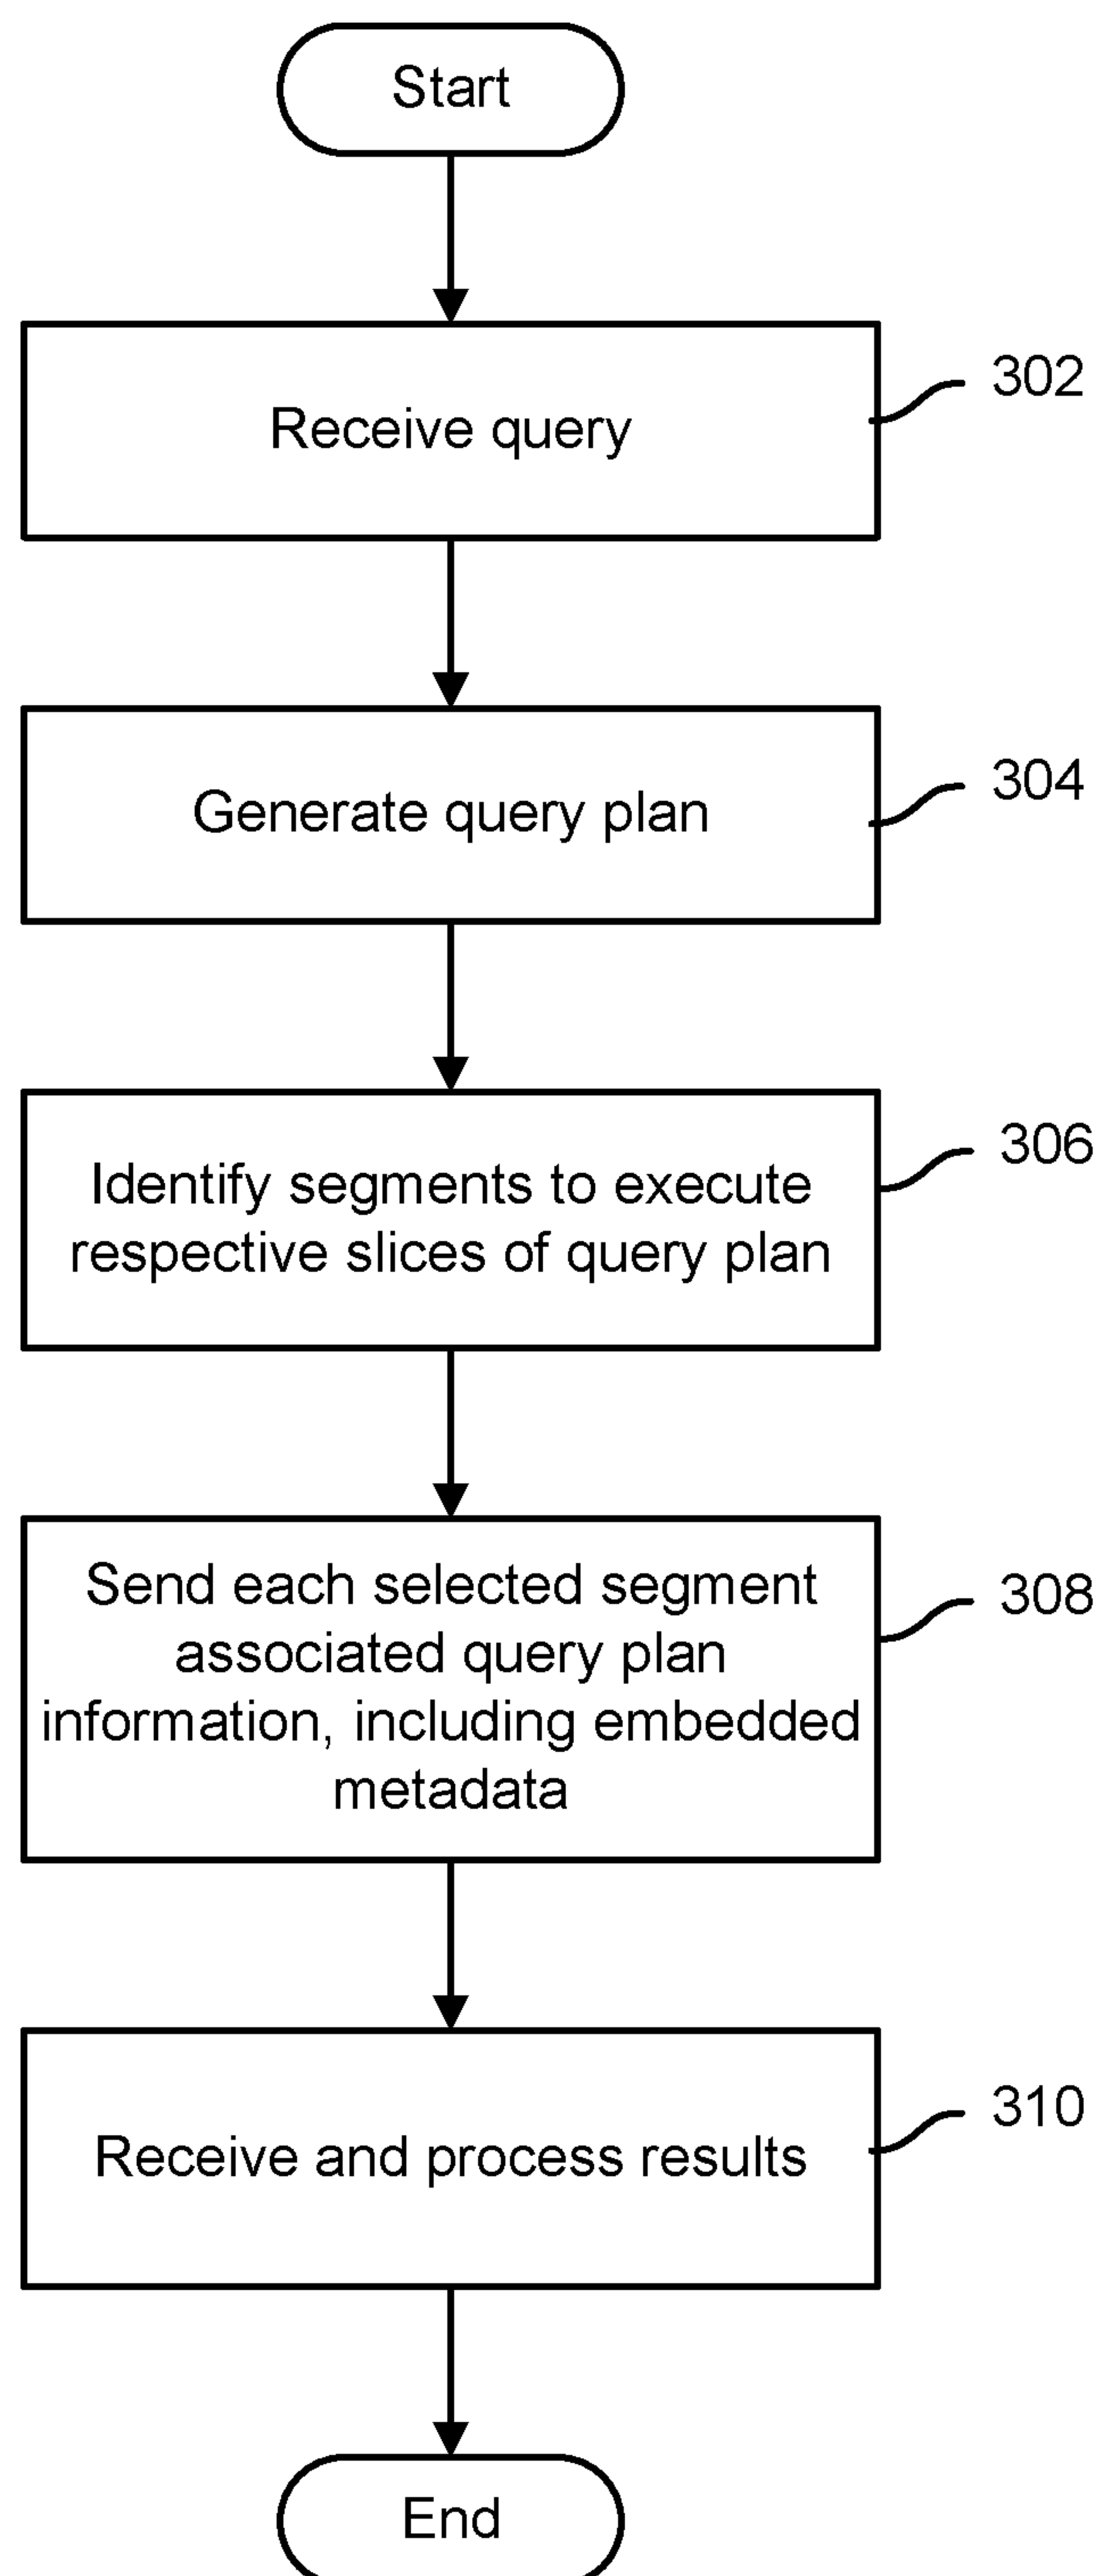 Start
Receive query
302
Generate query plan
304
Identify segments to execute
respective slices of query plan
306
Send each selected segment
associated query plan
information, including embedded
metadata
308
Receive and process results
310
End